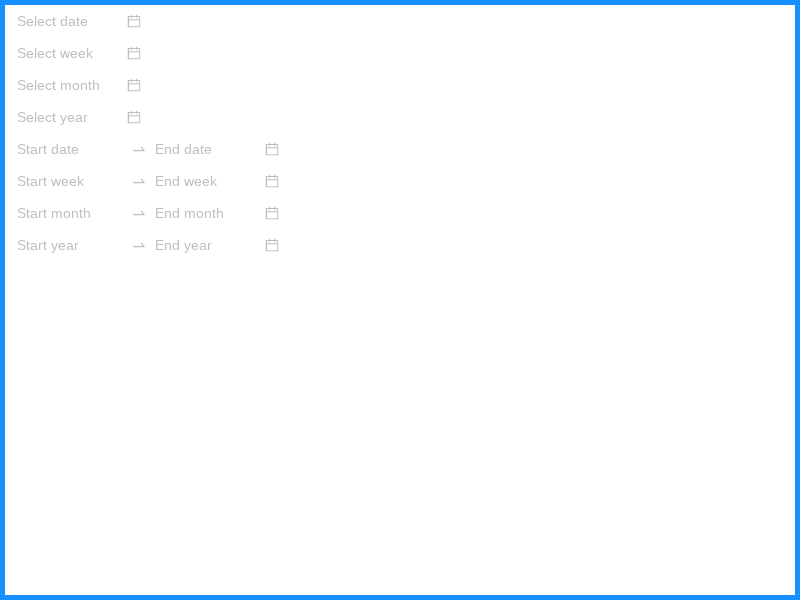 Select date
Select week
Select month
Select year
Start date End date
Start week End week
Start month End month
Start year End year